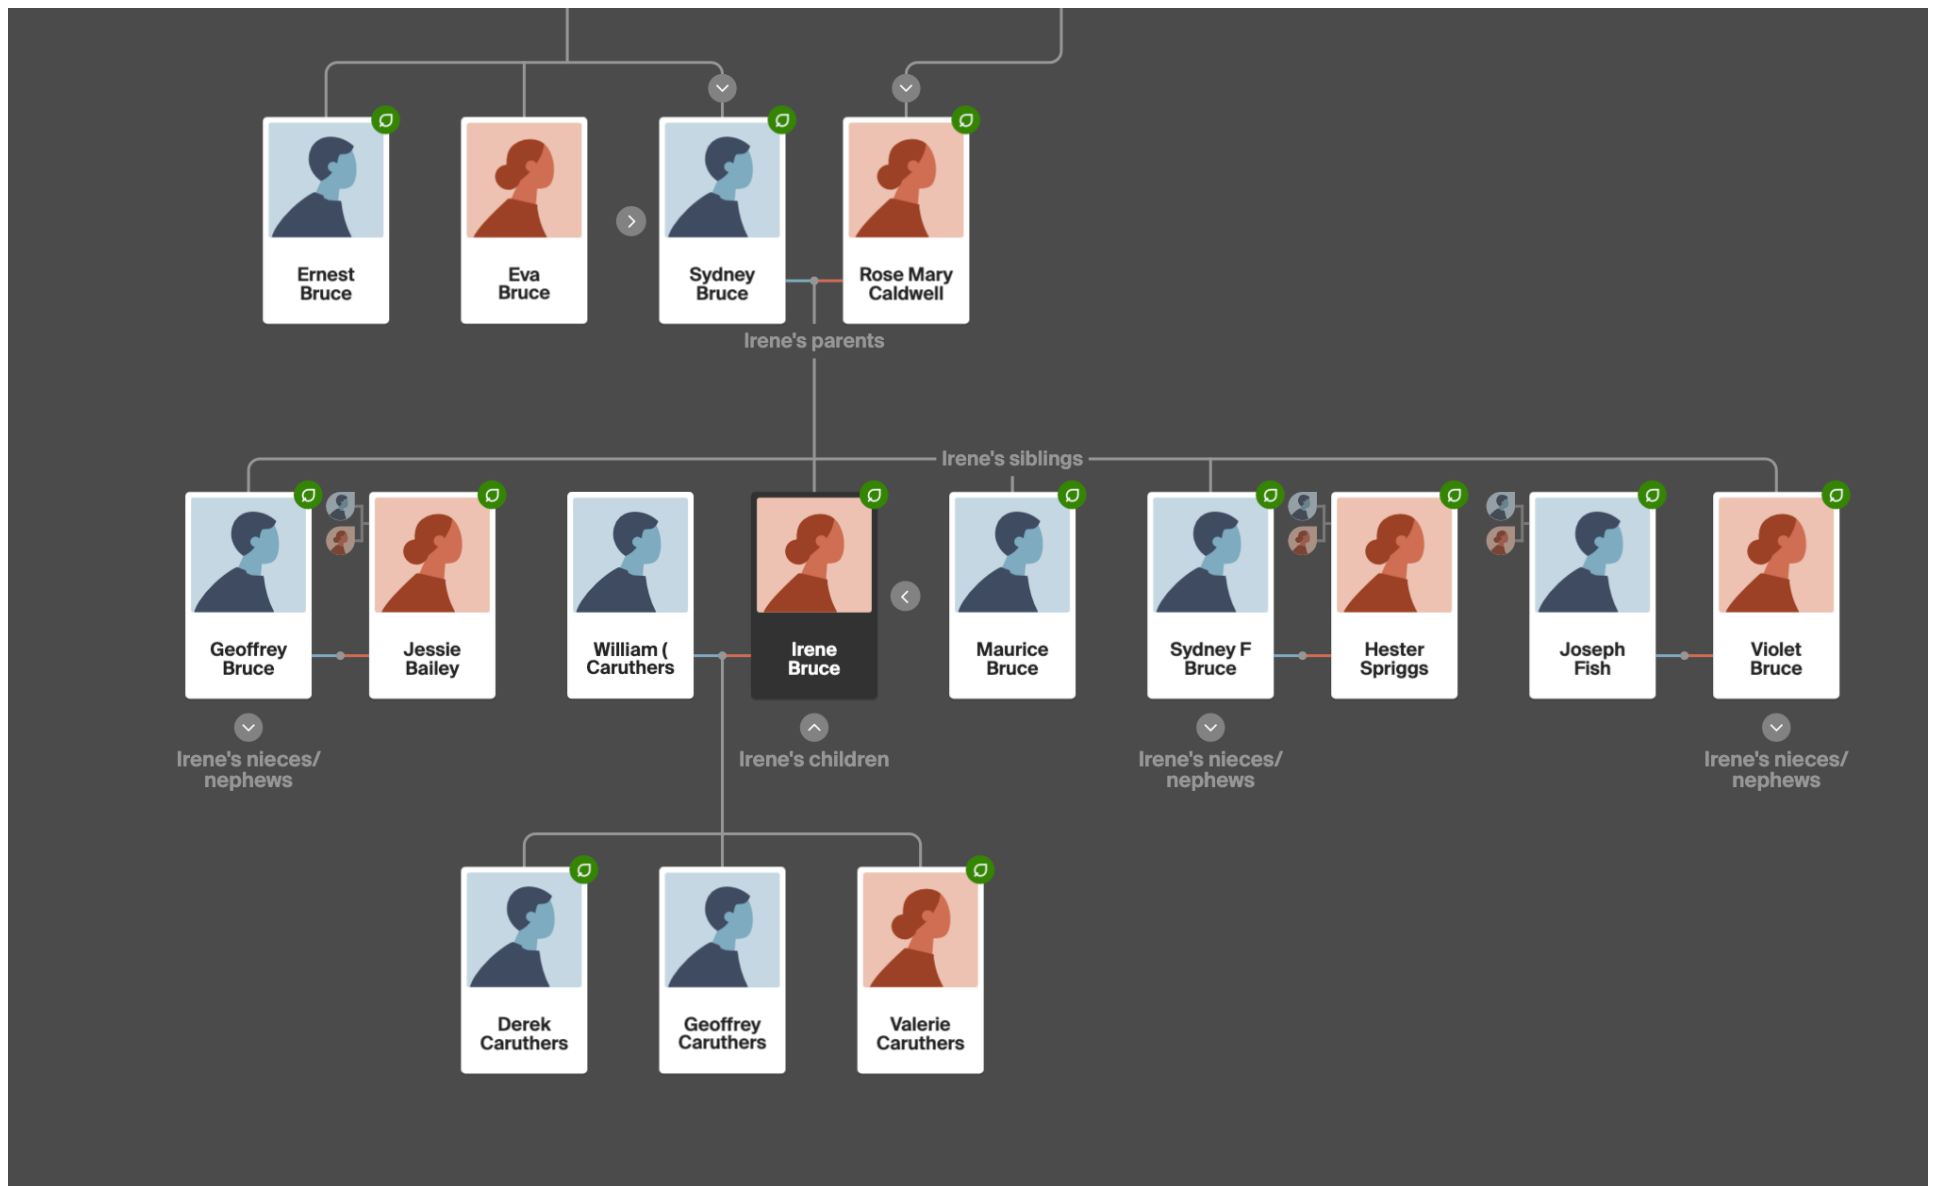 Ernest
Bruce
Eva
Bruce
Sydney
Bruce
Rose Mary
Caldwell
Irene's parents
Irene's siblings
Geoffrey
Bruce
Jessie
Bailey
William (
Caruthers
Irene
Bruce
Maurice
Bruce
Sydney F
Bruce
Hester
Spriggs
Joseph
Fish
Violet
Bruce
Irene's nieces/
nephews
Irene's children
Irene's nieces/
nephews
Irene's nieces/
nephews
Derek
Caruthers
Geoffrey
Caruthers
Valerie
Caruthers